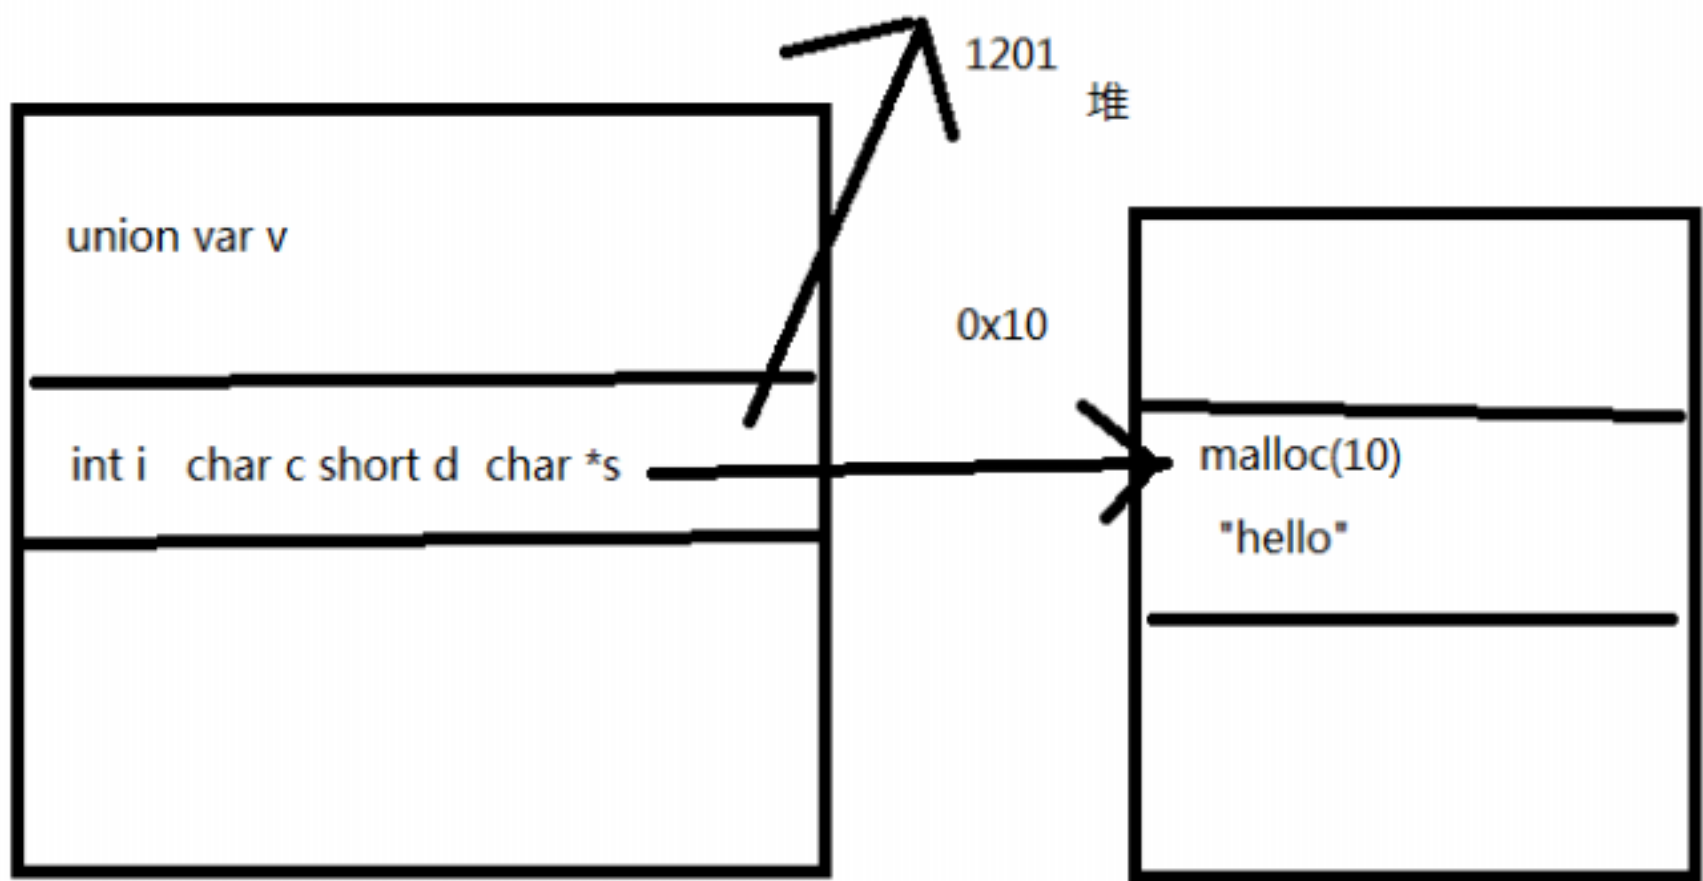 1201
堆
union var v
0x10
int i char c short d char *s
malloc(10)
"hello"